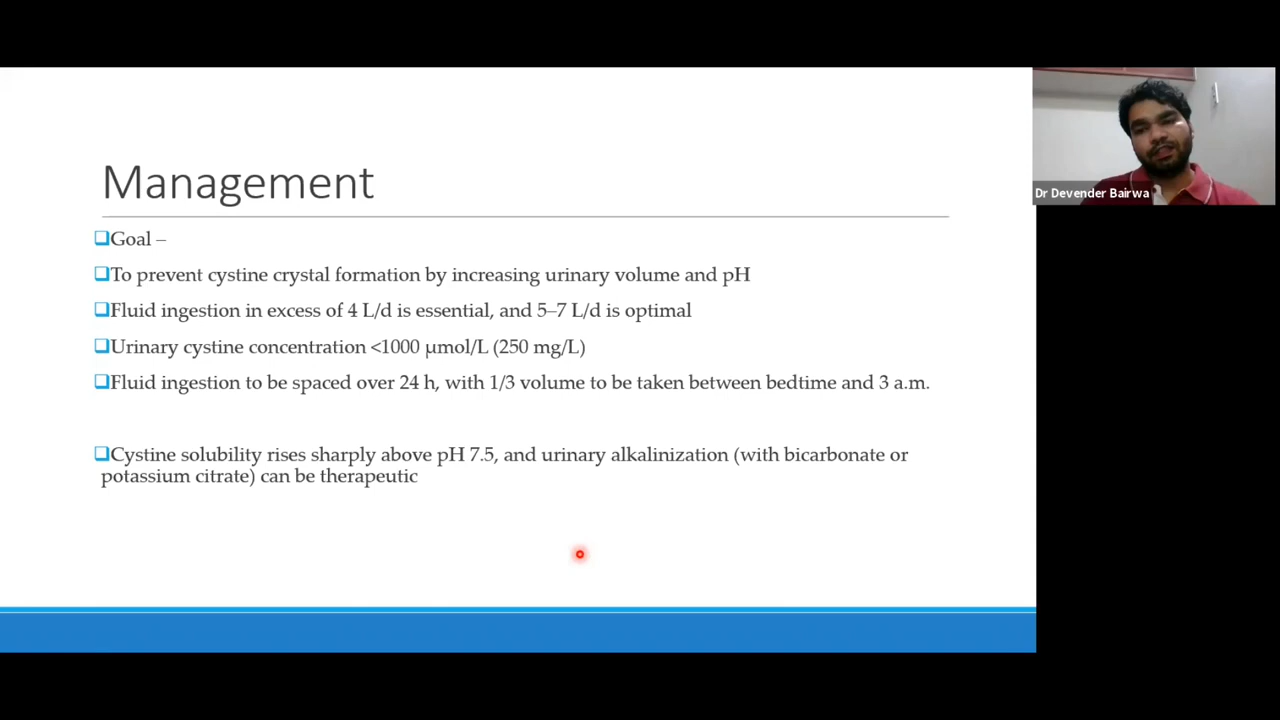 Management
❑Goal –
❑To prevent cystine crystal formation by increasing urinary volume and pH
❑Fluid ingestion in excess of 4 L/d is essential, and 5–7 L/d is optimal
❑Urinary cystine concentration <1000 μmol/L (250 mg/L)
❑Fluid ingestion to be spaced over 24 h, with 1/3 volume to be taken between bedtime and 3 a.m.
❑Cystine solubility rises sharply above pH 7.5, and urinary alkalinization (with bicarbonate or
potassium citrate) can be therapeutic
Dr Devender Bairwa